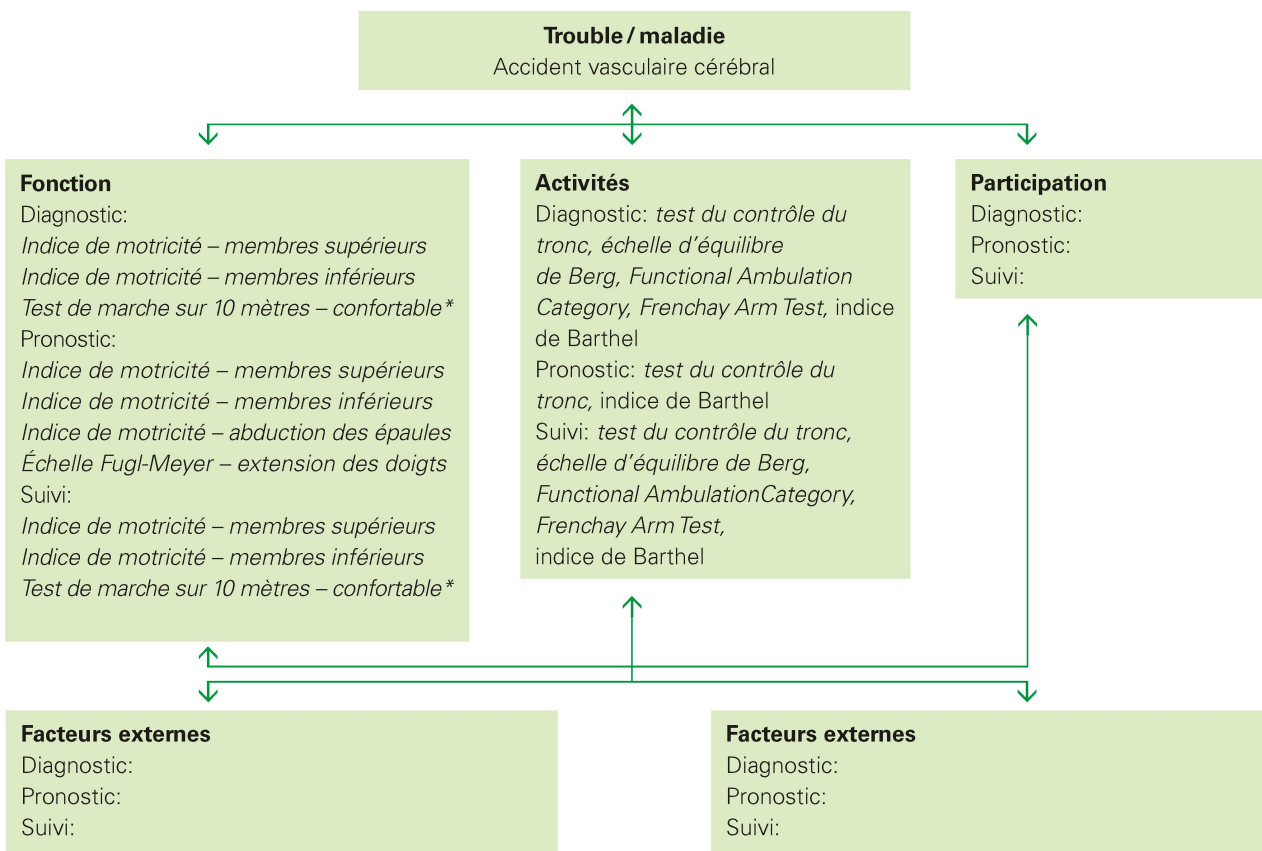 Trouble / maladie
Accident vasculaire cérébral
Fonction
Diagnostic:
Indice de motricité – membres supérieurs
Indice de motricité – membres inférieurs
Test de marche sur 10 mètres – confortable*
Pronostic:
Indice de motricité – membres supérieurs
Indice de motricité – membres inférieurs
Indice de motricité – abduction des épaules
Échelle Fugl-Meyer – extension des doigts
Suivi:
Indice de motricité – membres supérieurs
Indice de motricité – membres inférieurs
Test de marche sur 10 mètres – confortable*
Activités
Diagnostic: test du contrôle du
tronc, échelle d’équilibre
de Berg, Functional Ambulation
Category, Frenchay Arm Test, indice
de Barthel
Pronostic: test du contrôle du
tronc, indice de Barthel
Suivi: test du contrôle du tronc,
échelle d’équilibre de Berg,
Functional AmbulationCategory,
Frenchay Arm Test,
indice de Barthel
Participation
Diagnostic:
Pronostic:
Suivi:
Facteurs externes
Diagnostic:
Pronostic:
Suivi:
Facteurs externes
Diagnostic:
Pronostic:
Suivi: